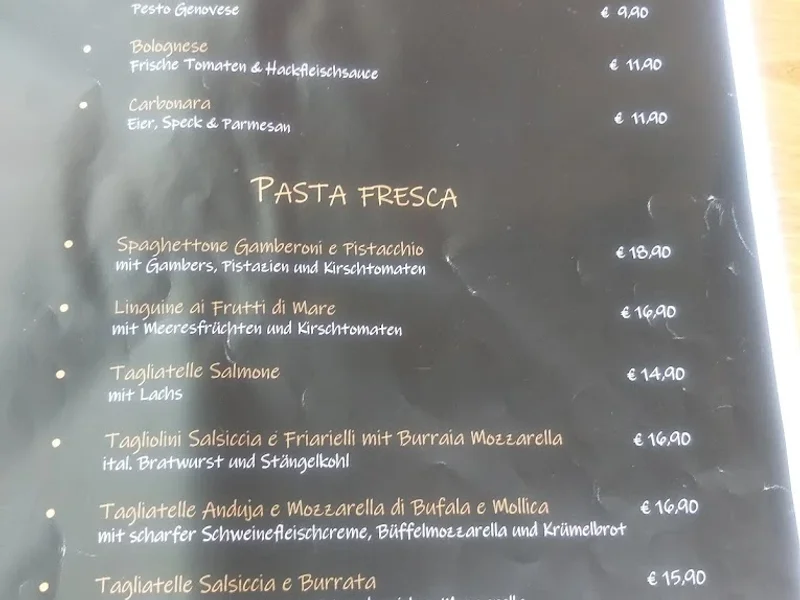 Pesto Genovese € 9,90
Bolognese
Frische Tomaten & Hackfleischsauce € 11,90
Carbonara
Eier, Speck & Parmesan € 11,90
PASTA FRESCA
Spaghettone Gamberoni e Pistacchio € 18,90
mit Gambers, Pistazien und Kirschtomaten
Linguine ai Frutti di Mare € 16,90
mit Meeresfrüchten und Kirschtomaten
Tagliatelle Salmone € 14,90
mit Lachs
Tagliolini Salsiccia e Friarielli mit Burraia Mozzarella € 16,90
ital. Bratwurst und Stängelkohl
Tagliatelle Anduja e Mozzarella di Bufala e Mollica € 16,90
mit scharfer Schweinefleischcreme, Büffelmozzarella und Krümelbrot
Tagliatelle Salsiccia e Burrata € 15,90